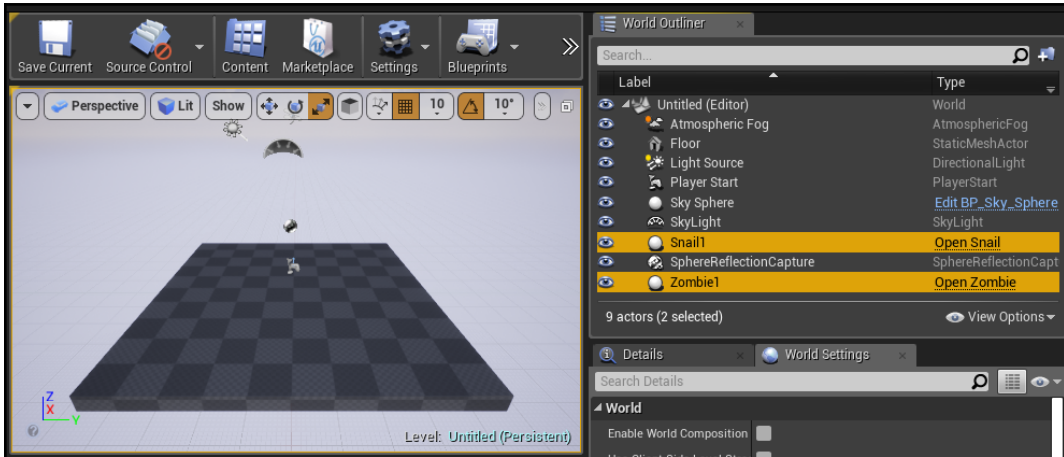 World Outliner
Save Current Source Control Content Marketplace Settings Blueprints
Search...
Label Type
Perspective Lit Show 10 10°
Untitled (Editor) World
Atmospheric Fog AtmosphericFog
Floor StaticMeshActor
Light Source DirectionalLight
Player Start PlayerStart
Sky Sphere Edit BP_Sky_Sphere
SkyLight SkyLight
Snail1 Open Snail
SphereReflectionCapture SphereReflectionCapt
Zombie1 Open Zombie
9 actors (2 selected) View Options
Details World Settings
Search Details
World
Z
X
Y
Level: Untitled (Persistent)
Enable World Composition